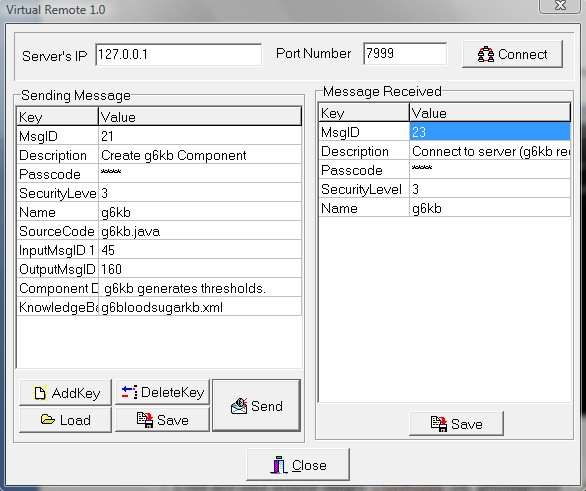 Virtual Remote 1.0
Server's IP 127.0.0.1 Port Number 7999 Connect
Sending Message
Key Value
MsgID 21
Description Create g6kb Component
Passcode ****
SecurityLeve 3
Name g6kb
SourceCode g6kb.java
InputMsgID 1 45
OutputMsgID 160
Component D g6kb generates thresholds.
KnowledgeBa g6bloodsugarkb.xml
AddKey DeleteKey Send
Load Save
Message Received
Key Value
MsgID 23
Description Connect to server (g6kb rec
Passcode ****
SecurityLevel 3
Name g6kb
Save
Close